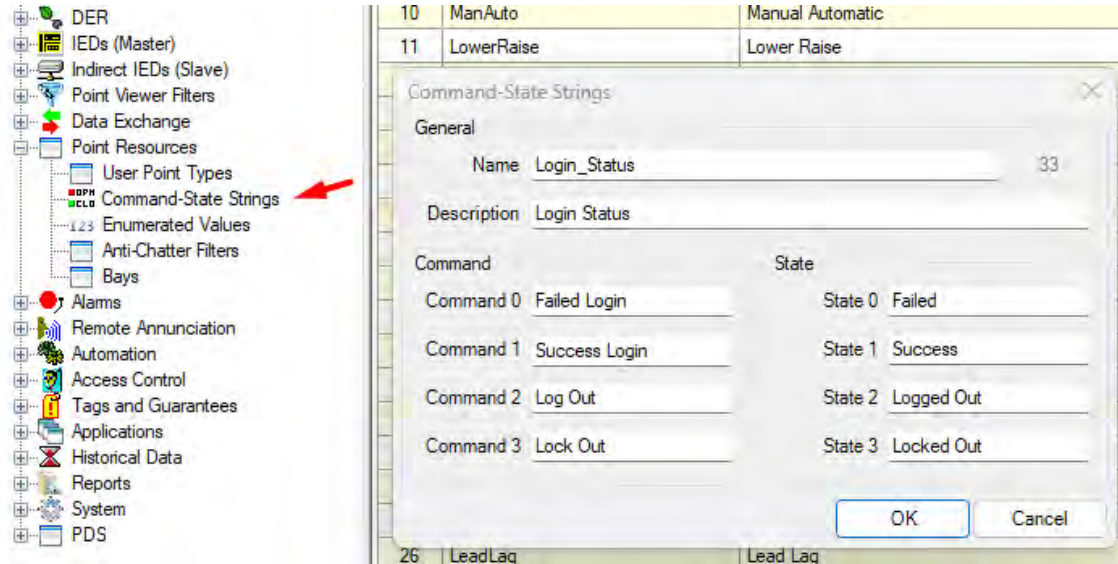 DER
IEDs (Master)
Indirect IEDs (Slave)
Point Viewer Filters
Data Exchange
Point Resources
User Point Types
OPN
CLO Command-State Strings
123 Enumerated Values
Anti-Chatter Filters
Bays
Alarms
Remote Annunciation
Automation
Access Control
Tags and Guarantees
Applications
Historical Data
Reports
System
PDS
10 ManAuto Manual Automatic
11 LowerRaise Lower Raise
Command-State Strings
General
Name Login_Status 33
Description Login Status
Command State
Command 0 Failed Login State 0 Failed
Command 1 Success Login State 1 Success
Command 2 Log Out State 2 Logged Out
Command 3 Lock Out State 3 Locked Out
OK Cancel
26 LeadLag Lead Lag